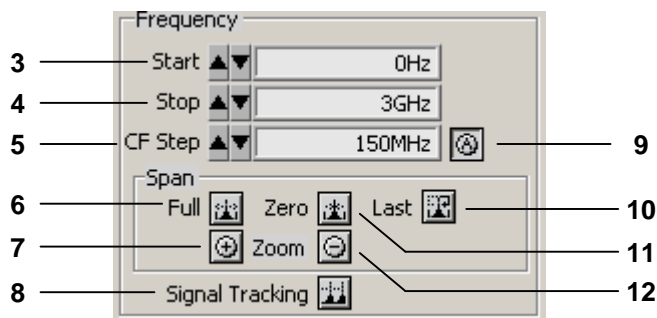 Frequency
3 Start 0Hz
4 Stop 3GHz
5 CF Step 150MHz A 9
Span
6 Full Zero Last 10
11
7 Zoom 12
8 Signal Tracking